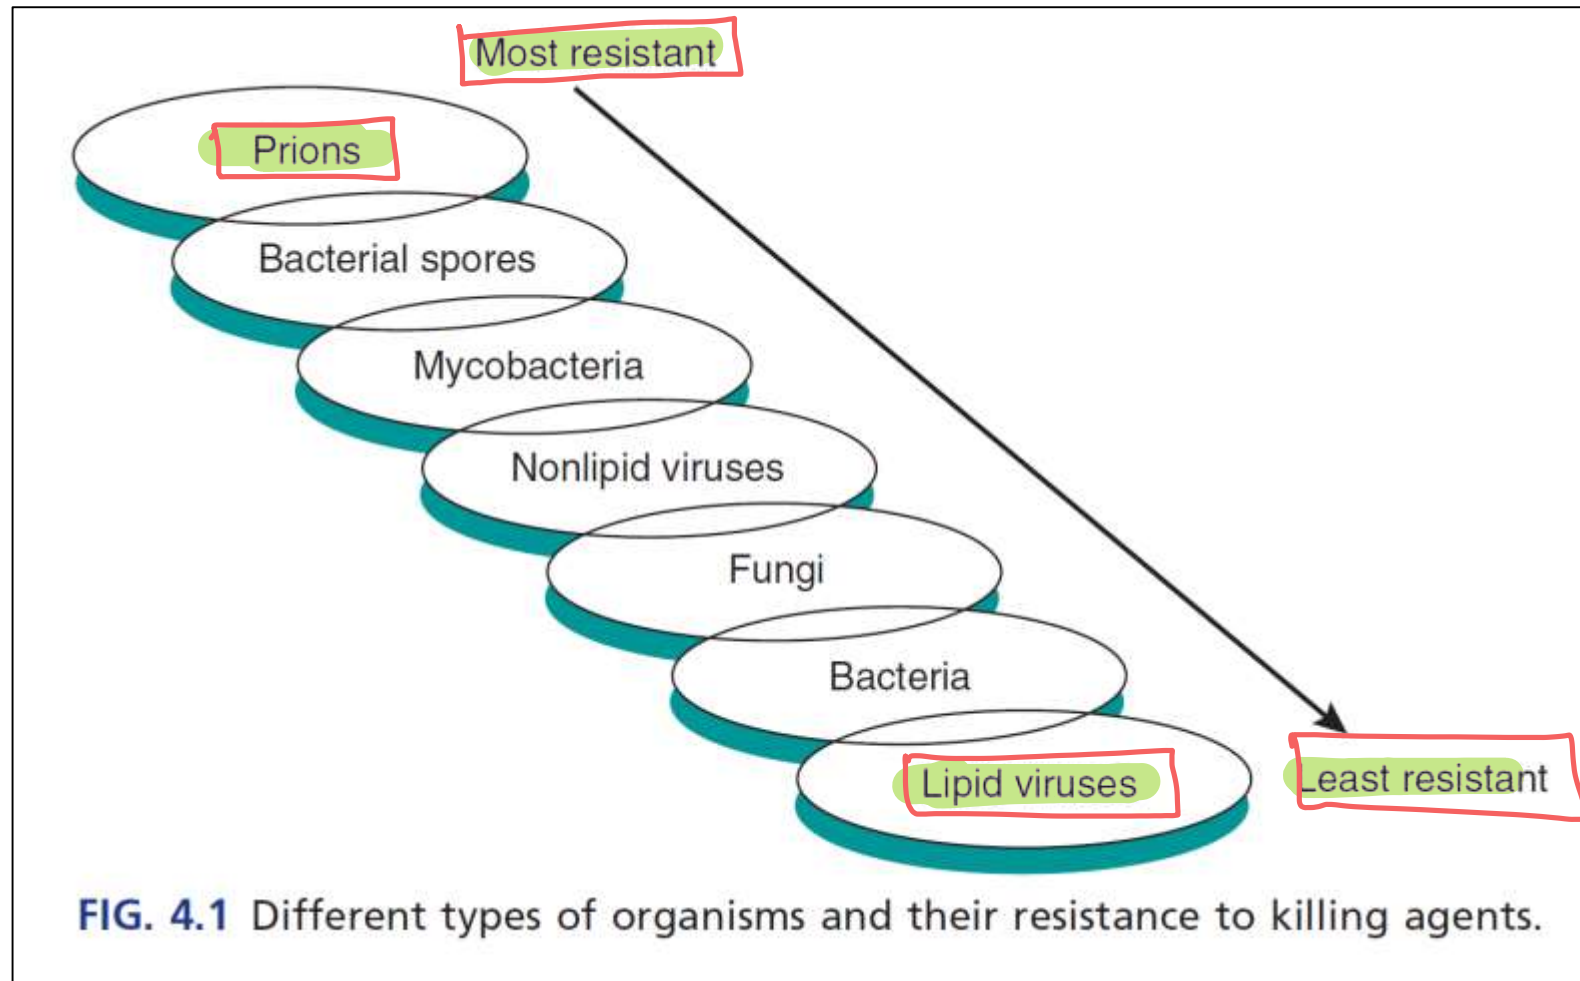 Most resistant
Prions
Bacterial spores
Mycobacteria
Nonlipid viruses
Fungi
Bacteria
Lipid viruses
Least resistant
FIG. 4.1 Different types of organisms and their resistance to killing agents.